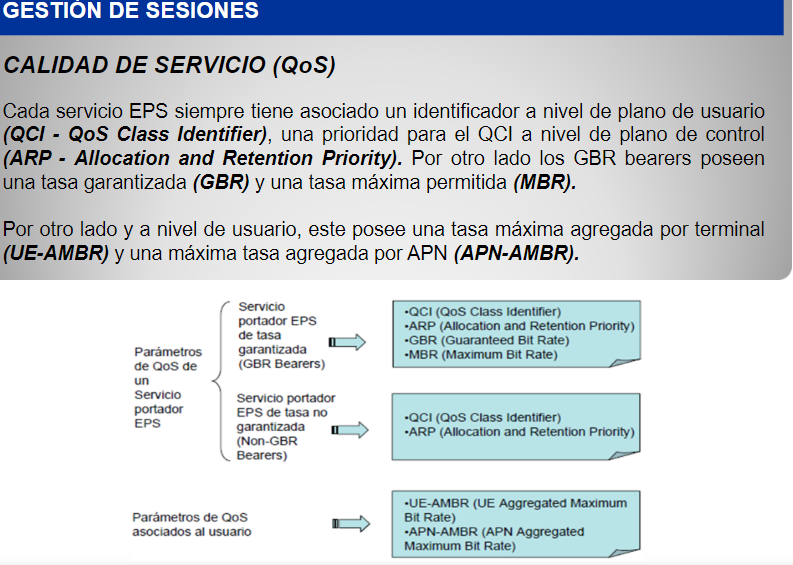 GESTIÓN DE SESIONES
CALIDAD DE SERVICIO (QoS)
Cada servicio EPS siempre tiene asociado un identificador a nivel de plano de usuario
(QCI - QoS Class Identifier), una prioridad para el QCI a nivel de plano de control
(ARP - Allocation and Retention Priority). Por otro lado los GBR bearers poseen
una tasa garantizada (GBR) y una tasa máxima permitida (MBR).
Por otro lado y a nivel de usuario, este posee una tasa máxima agregada por terminal
(UE-AMBR) y una máxima tasa agregada por APN (APN-AMBR).
Parámetros
de QoS de
un
Servicio
portador
EPS
Servicio
portador EPS
de tasa
garantizada
(GBR Bearers)
•QCI (QoS Class Identifier)
•ARP (Allocation and Retention Priority)
•GBR (Guaranteed Bit Rate)
•MBR (Maximum Bit Rate)
Servicio portador
EPS de tasa no
garantizada
(Non-GBR
Bearers)
•QCI (QoS Class Identifier)
•ARP (Allocation and Retention Priority)
Parámetros de QoS
asociados al usuario
•UE-AMBR (UE Aggregated Maximum
Bit Rate)
•APN-AMBR (APN Aggregated
Maximum Bit Rate)